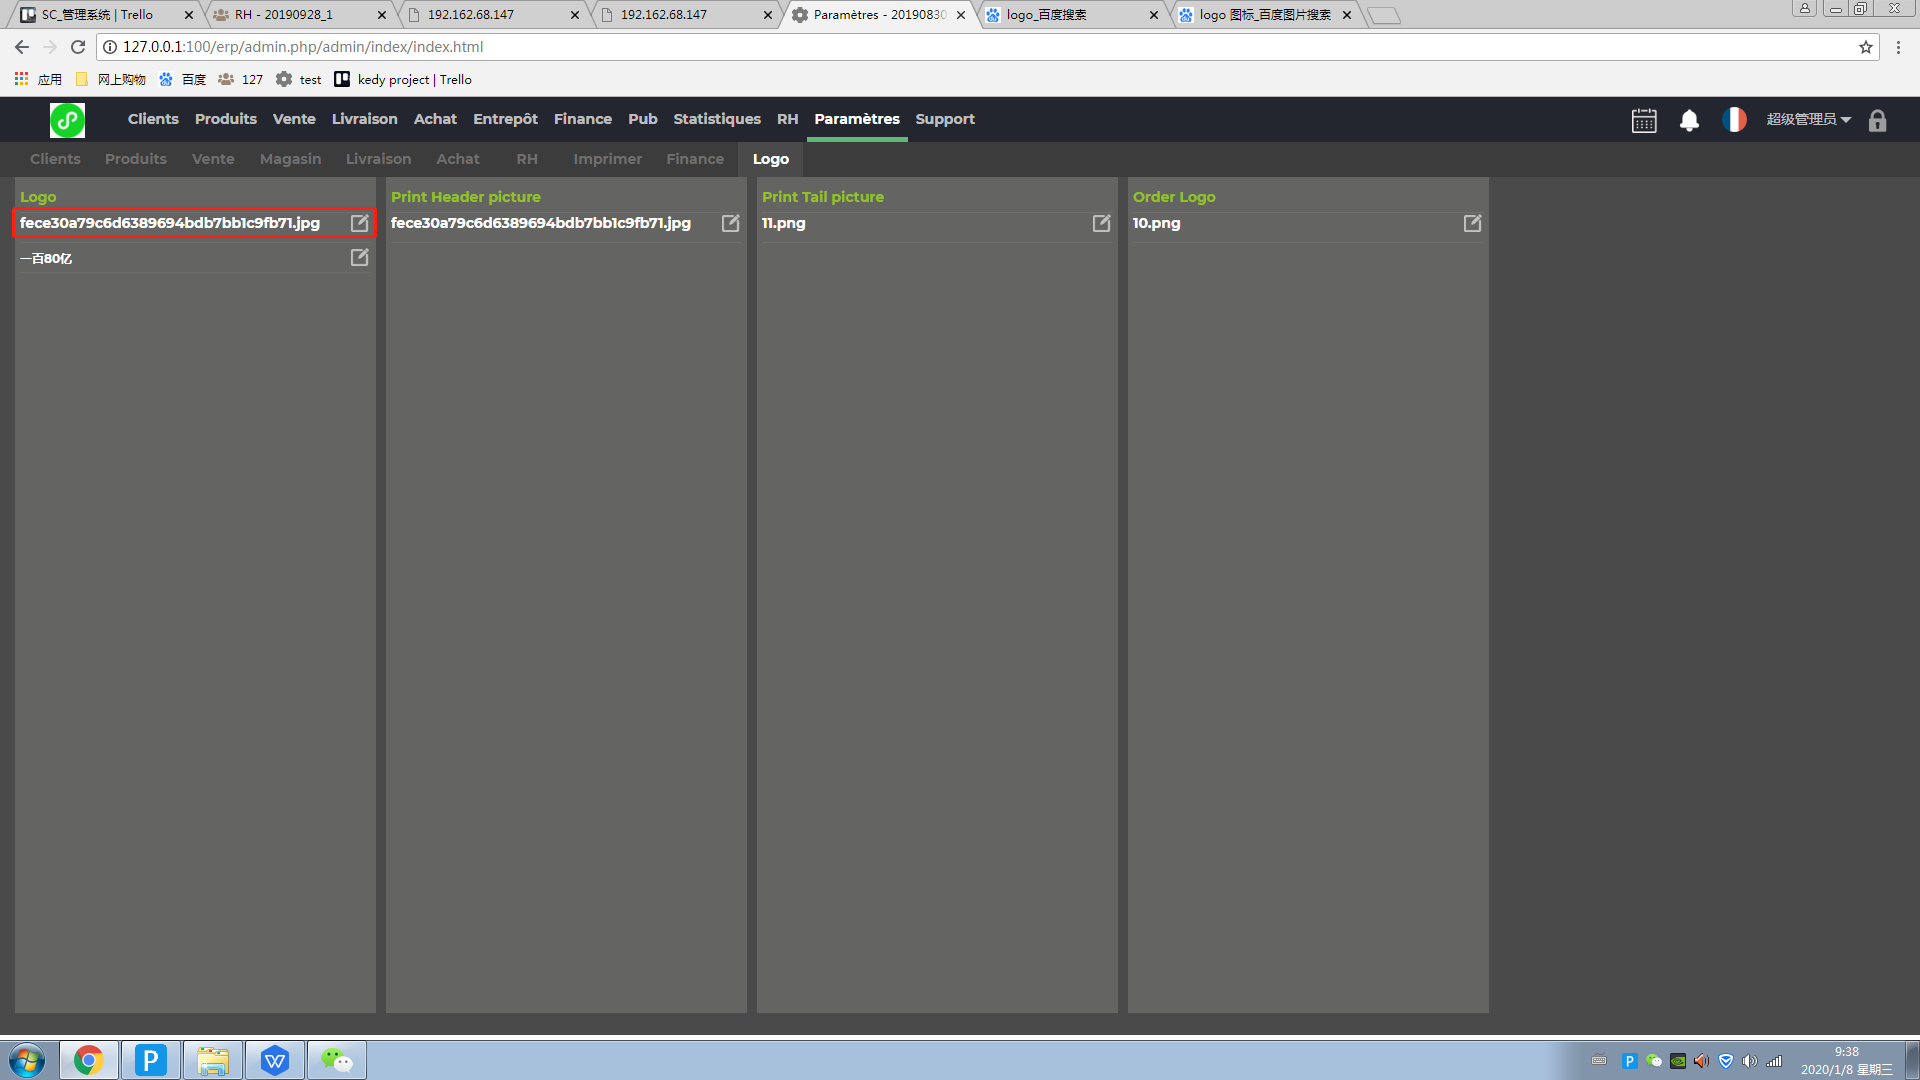 SC_管理系统 | Trello
RH - 20190928_1
192.162.68.147
192.162.68.147
Paramètres - 20190830
logo_百度搜索
logo 图标_百度图片搜索
127.0.0.1:100/erp/admin.php/admin/index/index.html
应用
网上购物
百度
127
test
kedy project | Trello
Clients Produits Vente Livraison Achat Entrepôt Finance Pub Statistiques RH Paramètres Support
超级管理员
Clients Produits Vente Magasin Livraison Achat RH Imprimer Finance Logo
Logo
fece30a79c6d6389694bdb7bb1c9fb71.jpg
一百80亿
Print Header picture
fece30a79c6d6389694bdb7bb1c9fb71.jpg
Print Tail picture
11.png
Order Logo
10.png
9:38
2020/1/8 星期三